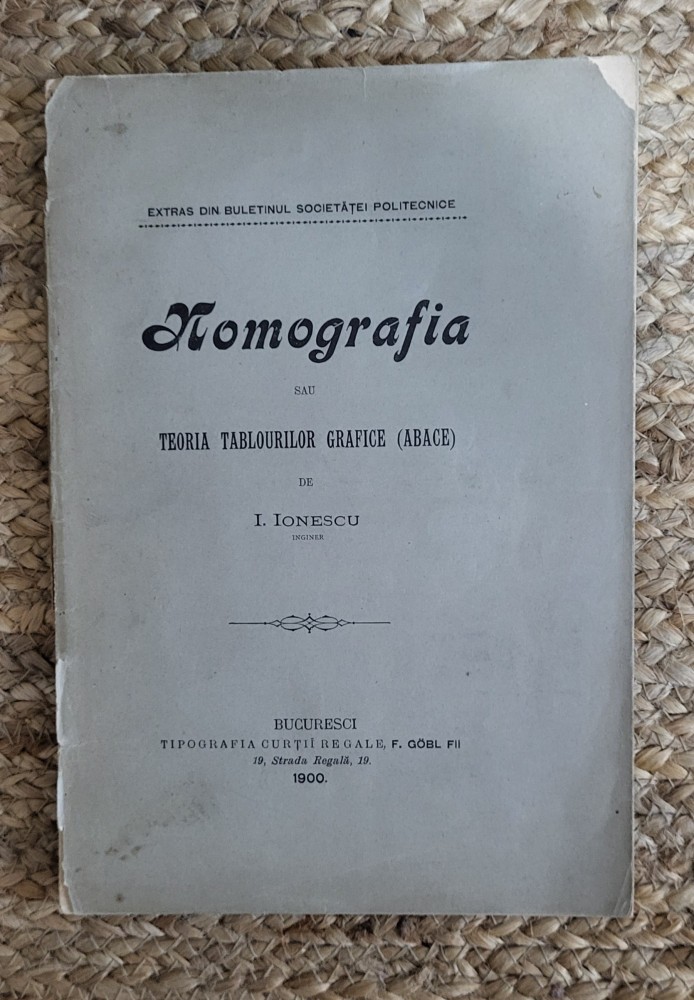 EXTRAS DIN BULETINUL SOCIETĂȚEI POLITECNICE
Nomografia
SAU
TEORIA TABLOURILOR GRAFICE (ABACE)
DE
I. IONESCU
INGINER
BUCURESCI
TIPOGRAFIA CURȚIĬ REGALE, F. GÖBL FII
19, Strada Regală, 19.
1900.